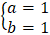 a = 1
b = 1